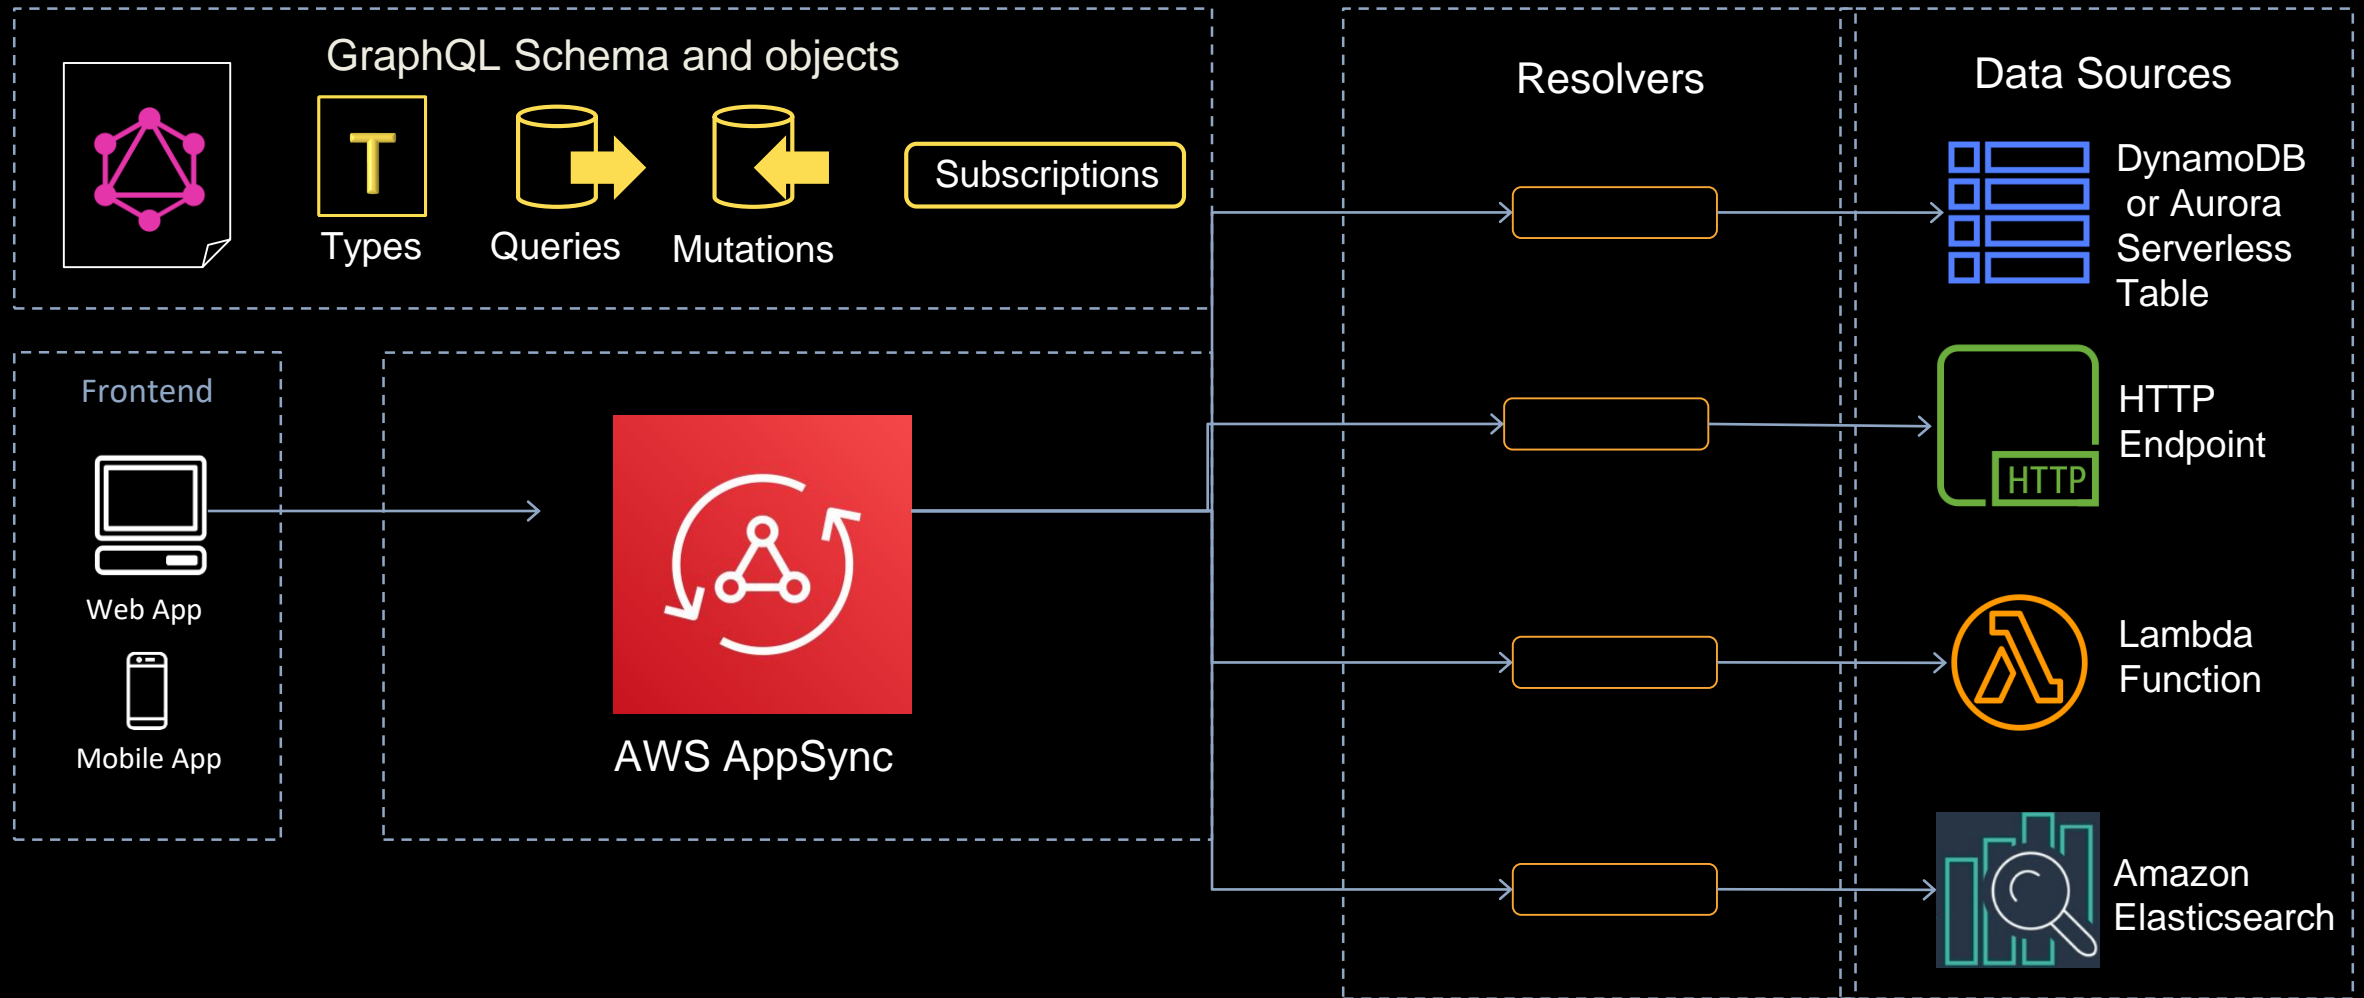 GraphQL Schema and objects
T
Types
Queries
Mutations
Subscriptions
Frontend
Web App
Mobile App
AWS AppSync
Resolvers
Data Sources
DynamoDB
or Aurora
Serverless
Table
HTTP
Endpoint
HTTP
Lambda
Function
Amazon
Elasticsearch